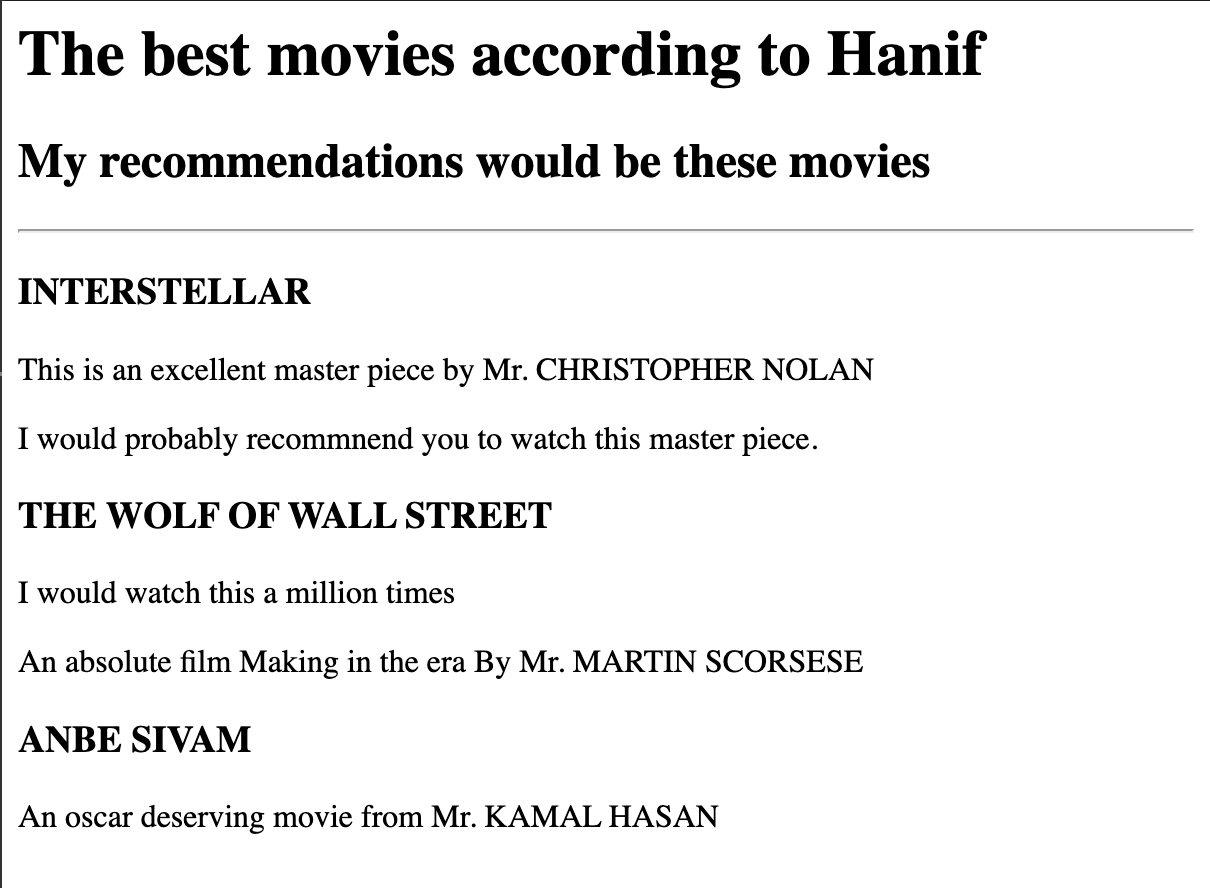 The best movies according to Hanif
My recommendations would be these movies
INTERSTELLAR
This is an excellent master piece by Mr. CHRISTOPHER NOLAN
I would probably recommnend you to watch this master piece.
THE WOLF OF WALL STREET
I would watch this a million times
An absolute film Making in the era By Mr. MARTIN SCORSESE
ANBE SIVAM
An oscar deserving movie from Mr. KAMAL HASAN